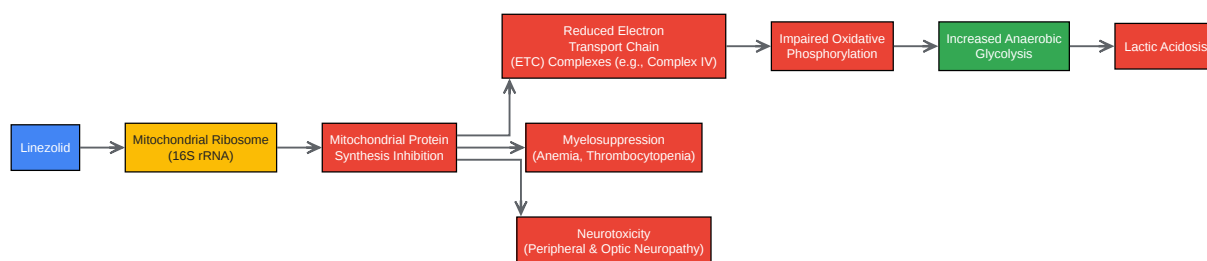 Linezolid
Mitochondrial Ribosome
(16S rRNA)
Mitochondrial Protein
Synthesis Inhibition
Reduced Electron
Transport Chain
(ETC) Complexes (e.g., Complex IV)
Impaired Oxidative
Phosphorylation
Increased Anaerobic
Glycolysis
Lactic Acidosis
Myelosuppression
(Anemia, Thrombocytopenia)
Neurotoxicity
(Peripheral & Optic Neuropathy)